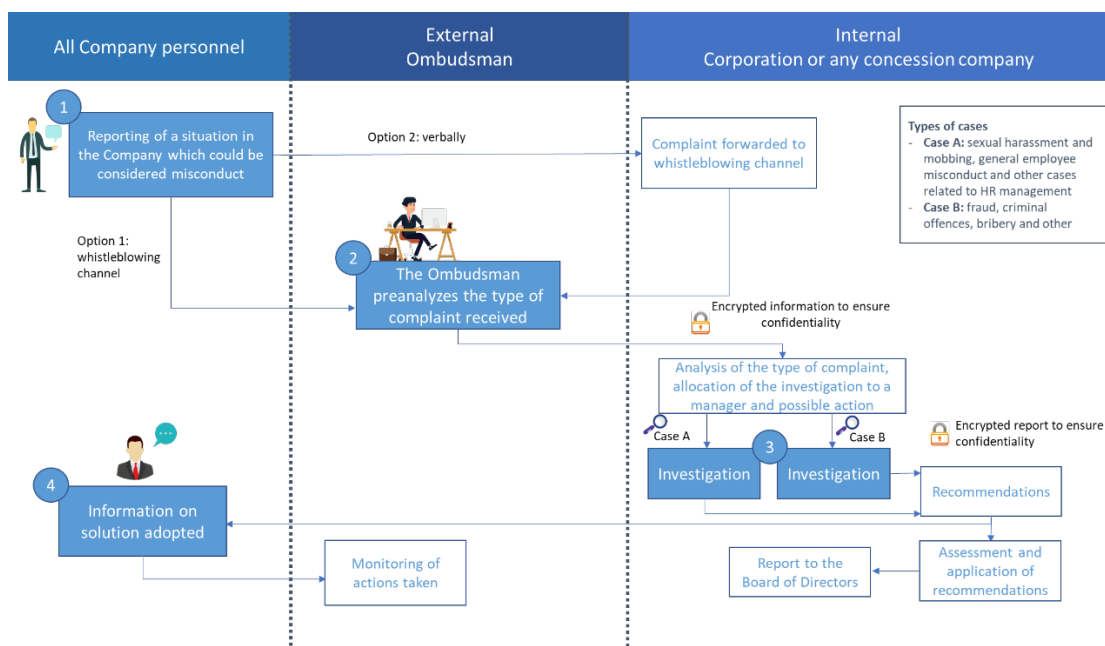 All Company personnel
External
Ombudsman
Internal
Corporation or any concession company
1
Reporting of a situation in
the Company which could be
considered misconduct
Option 2: verbally
Complaint forwarded to
whistleblowing channel
Types of cases
- Case A: sexual harassment and
mobbing, general employee
misconduct and other cases
related to HR management
- Case B: fraud, criminal
offences, bribery and other
Option 1:
whistleblowing
channel
2
The Ombudsman
preanalyzes the type of
complaint received
Encrypted information to ensure
confidentiality
Analysis of the type of complaint,
allocation of the investigation to a
manager and possible action
Case A
Case B
Encrypted report to ensure
confidentiality
3
Investigation
Investigation
Recommendations
4
Information on
solution adopted
Monitoring of
actions taken
Report to the
Board of Directors
Assessment and
application of
recommendations